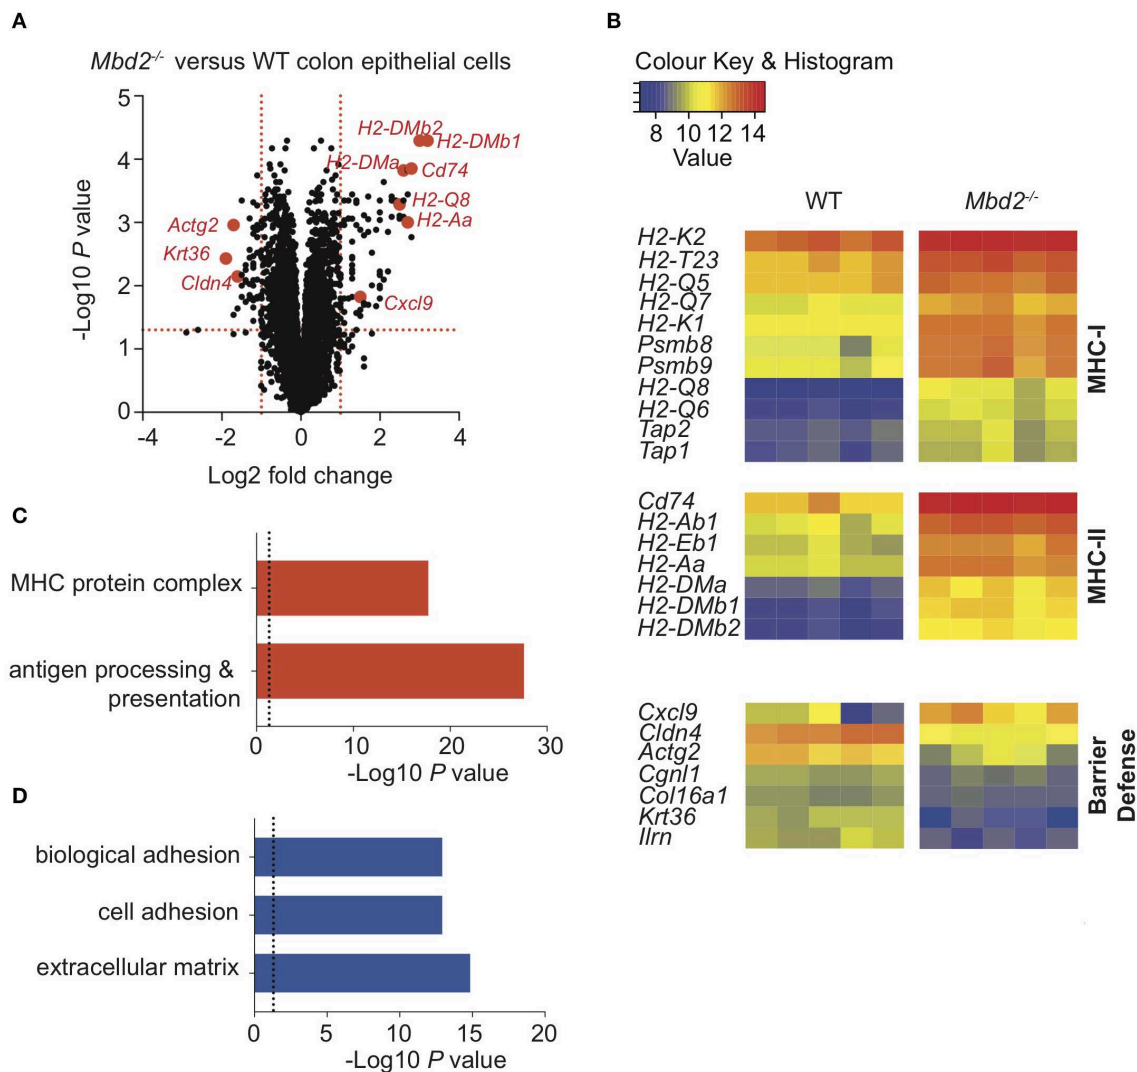 A
Mbd2-/- versus WT colon epithelial cells
5
4
3
2
1
0
-Log10 P value
H2-DMb2
H2-DMb1
H2-DMa
Cd74
H2-Q8
H2-Aa
Actg2
Krt36
Cldn4
Cxcl9
-4
-2
0
2
4
Log2 fold change
B
Colour Key & Histogram
8 10 12 14
Value
WT
Mbd2-/-
H2-K2
H2-T23
H2-Q5
H2-Q7
H2-K1
Psmb8
Psmb9
H2-Q8
H2-Q6
Tap2
Tap1
MHC-I
Cd74
H2-Ab1
H2-Eb1
H2-Aa
H2-DMa
H2-DMb1
H2-DMb2
MHC-II
Cxcl9
Cldn4
Actg2
Cgnl1
Col16a1
Krt36
Ilrn
Barrier
Defense
C
MHC protein complex
antigen processing &
presentation
0 10 20 30
-Log10 P value
D
biological adhesion
cell adhesion
extracellular matrix
0 5 10 15 20
-Log10 P value